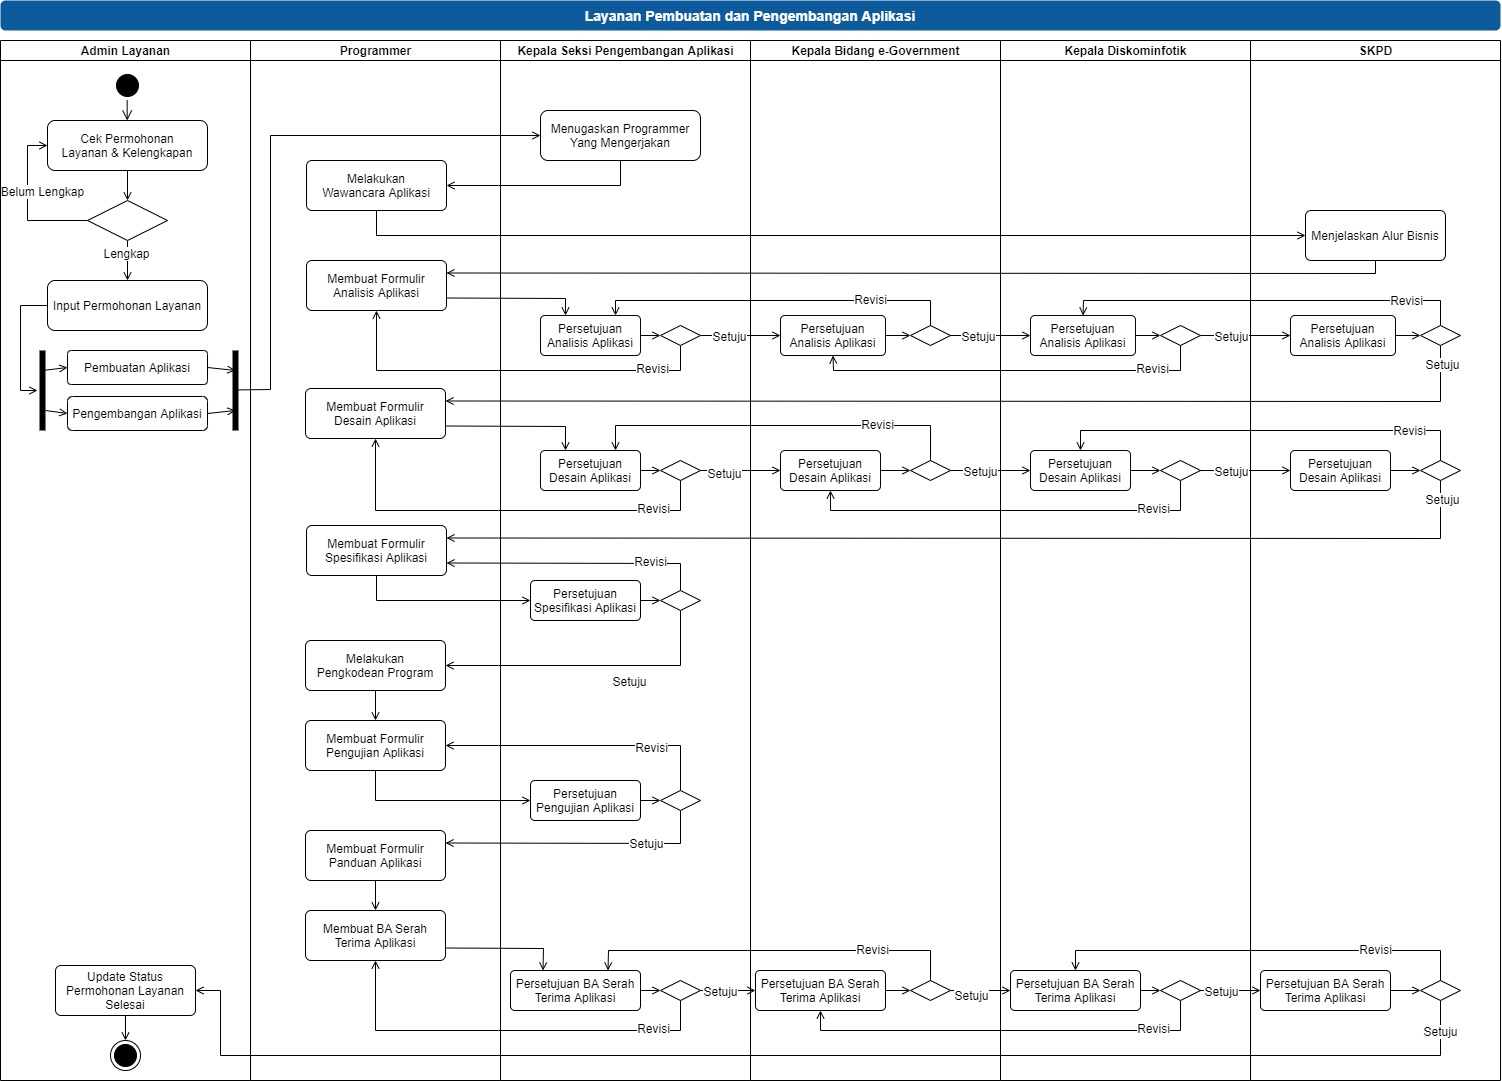 Layanan Pembuatan dan Pengembangan Aplikasi
Admin Layanan
Programmer
Kepala Seksi Pengembangan Aplikasi
Kepala Bidang e-Government
Kepala Diskominfotik
SKPD
Cek Permohonan
Layanan & Kelengkapan
Belum Lengkap
Lengkap
Input Permohonan Layanan
Pembuatan Aplikasi
Pengembangan Aplikasi
Menugaskan Programmer
Yang Mengerjakan
Melakukan
Wawancara Aplikasi
Menjelaskan Alur Bisnis
Membuat Formulir
Analisis Aplikasi
Persetujuan
Analisis Aplikasi
Setuju
Revisi
Revisi
Persetujuan
Analisis Aplikasi
Setuju
Persetujuan
Analisis Aplikasi
Setuju
Revisi
Revisi
Persetujuan
Analisis Aplikasi
Setuju
Membuat Formulir
Desain Aplikasi
Persetujuan
Desain Aplikasi
Setuju
Revisi
Revisi
Persetujuan
Desain Aplikasi
Setuju
Persetujuan
Desain Aplikasi
Setuju
Revisi
Revisi
Persetujuan
Desain Aplikasi
Setuju
Membuat Formulir
Spesifikasi Aplikasi
Revisi
Persetujuan
Spesifikasi Aplikasi
Melakukan
Pengkodean Program
Setuju
Membuat Formulir
Pengujian Aplikasi
Revisi
Persetujuan
Pengujian Aplikasi
Setuju
Membuat Formulir
Panduan Aplikasi
Membuat BA Serah
Terima Aplikasi
Persetujuan BA Serah
Terima Aplikasi
Setuju
Revisi
Revisi
Persetujuan BA Serah
Terima Aplikasi
Setuju
Persetujuan BA Serah
Terima Aplikasi
Setuju
Revisi
Revisi
Persetujuan BA Serah
Terima Aplikasi
Setuju
Update Status
Permohonan Layanan
Selesai